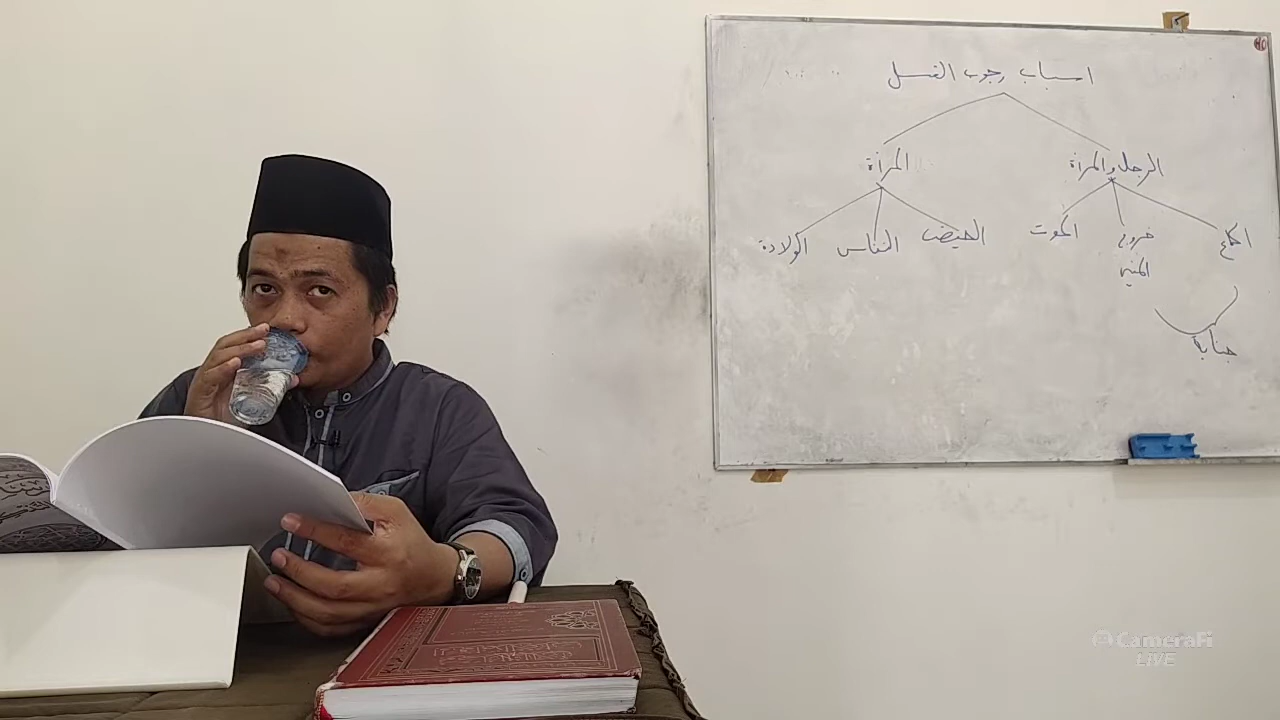 اسباب وجوب الغسل
الرجل والمرأة
المرأة
الجماع
خروج
المني
الموت
الحيض
النفاس
الولادة
جنابة
CameraFi
LIVE